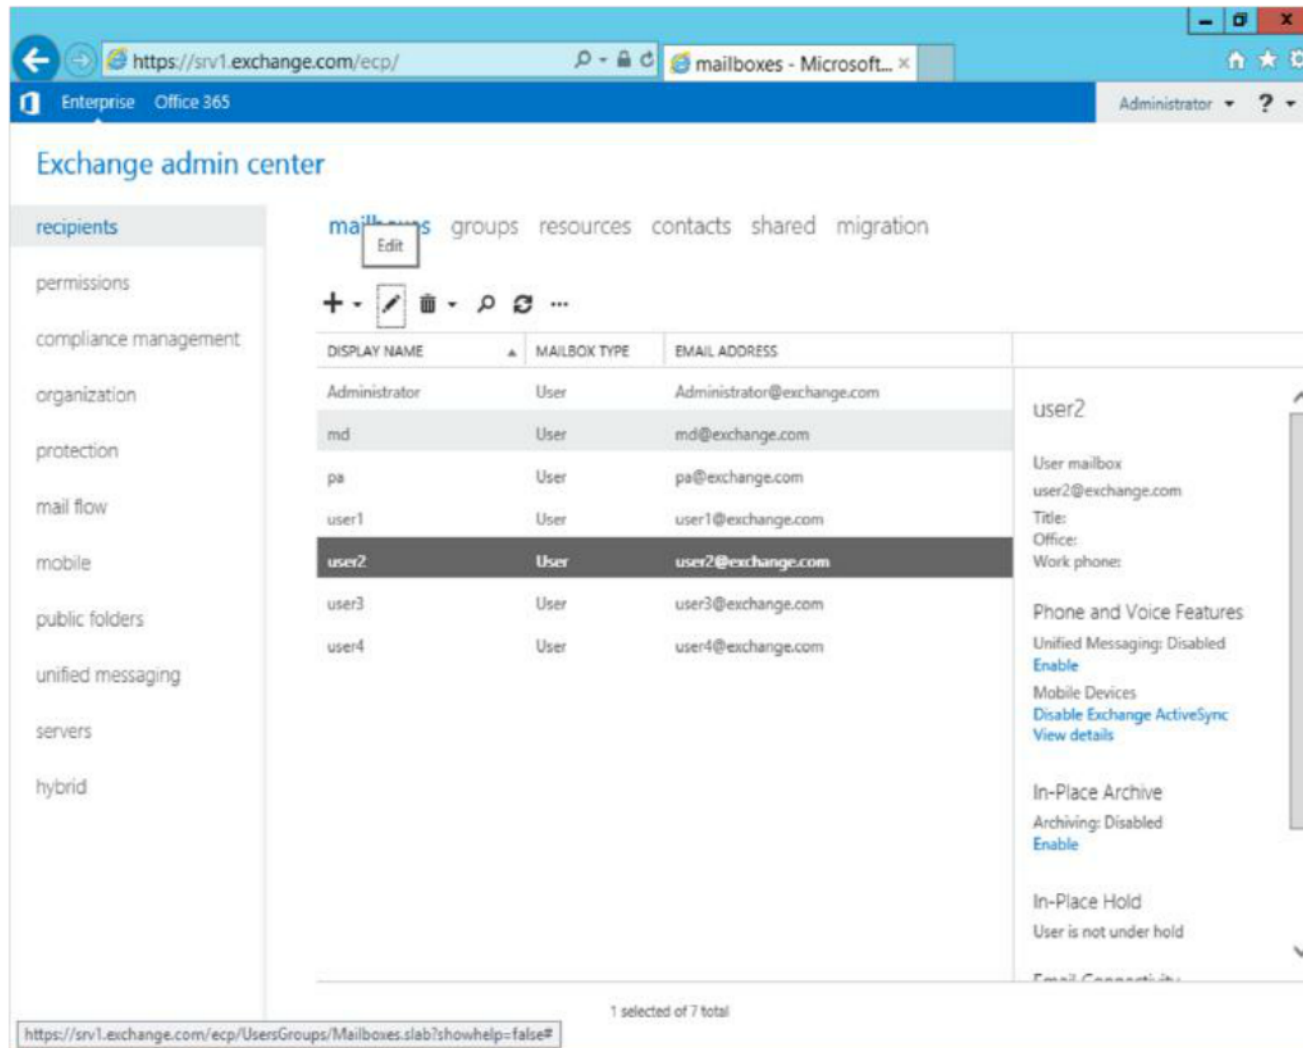 https://srv1.exchange.com/ecp/
mailboxes - Microsoft...
Enterprise Office 365
Administrator ?
Exchange admin center
recipients
permissions
compliance management
organization
protection
mail flow
mobile
public folders
unified messaging
servers
hybrid
mailboxes groups resources contacts shared migration
Edit
DISPLAY NAME MAILBOX TYPE EMAIL ADDRESS
Administrator User Administrator@exchange.com
md User md@exchange.com
pa User pa@exchange.com
user1 User user1@exchange.com
user2 User user2@exchange.com
user3 User user3@exchange.com
user4 User user4@exchange.com
user2
User mailbox
user2@exchange.com
Title:
Office:
Work phone:
Phone and Voice Features
Unified Messaging: Disabled
Enable
Mobile Devices
Disable Exchange ActiveSync
View details
In-Place Archive
Archiving: Disabled
Enable
In-Place Hold
User is not under hold
Email Connectivity
1 selected of 7 total
https://srv1.exchange.com/ecp/UsersGroups/Mailboxes.slab?showhelp=false#